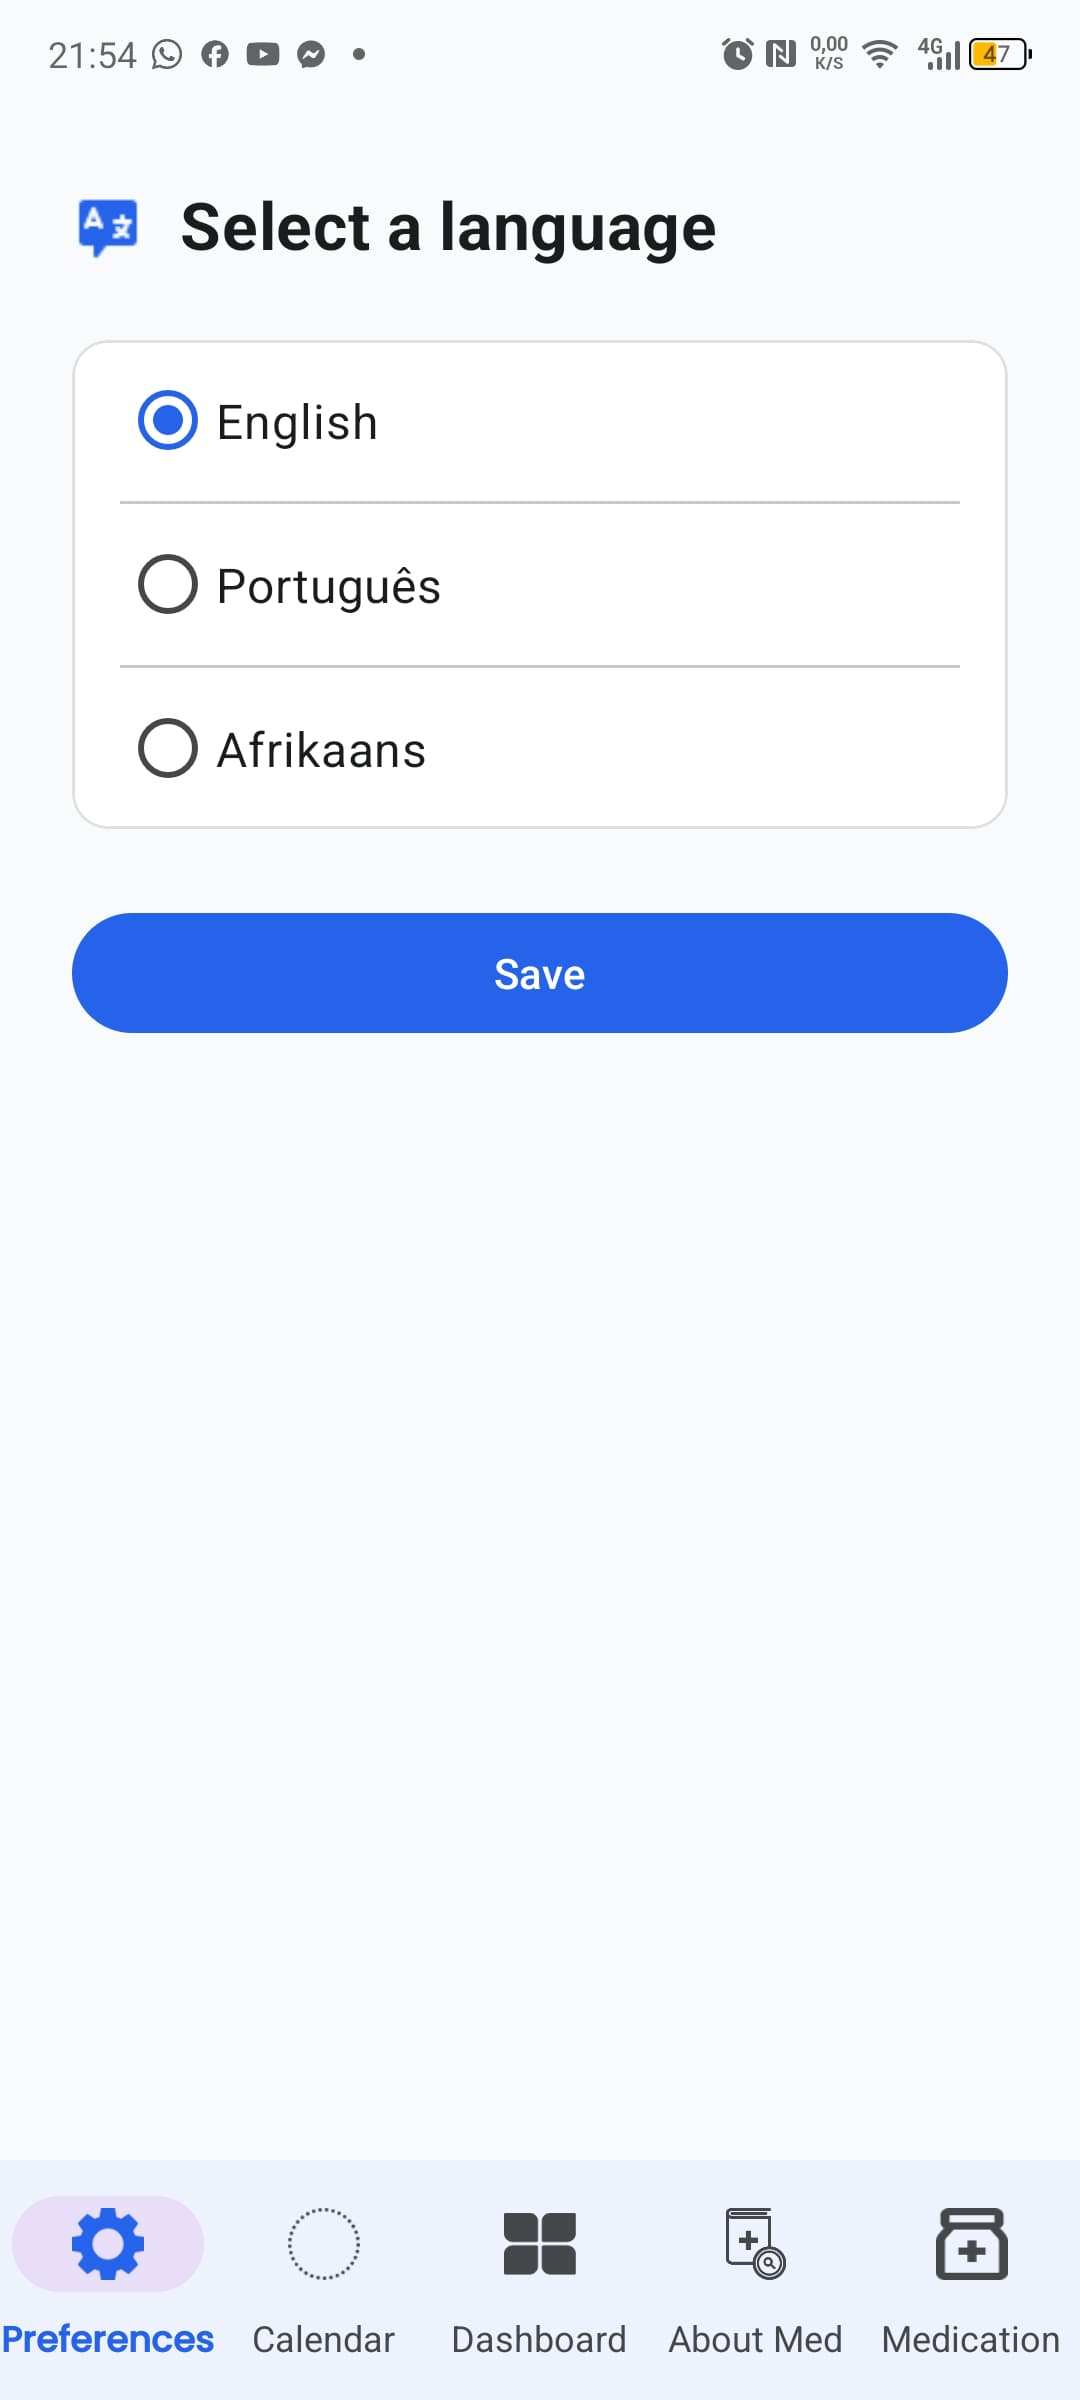 21:54 0,00 K/S 4G 47
Select a language
English
Português
Afrikaans
Save
Preferences Calendar Dashboard About Med Medication